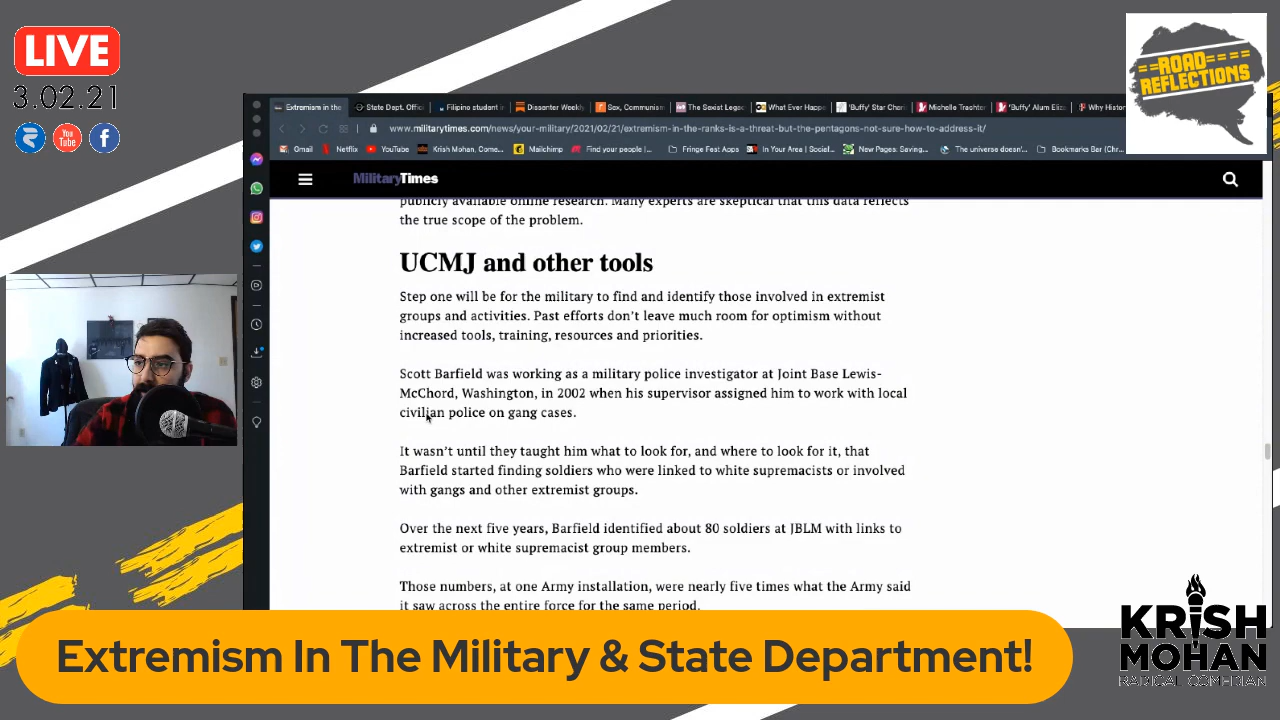 LIVE
3.02.21
You
Tube
==ROAD====
REFLECTIONS
Extremism in the
State Dept. Offi
Filipino student i
Dissenter Weekly
Sex, Communism
The Sexist Legac
What Ever Happe
'Buffy' Star Chari
Michelle Trachte
'Buffy' Alum Eliz
Why Histor
www.militarytimes.com/news/your-military/2021/02/21/extremism-in-the-ranks-is-a-threat-but-the-pentagons-not-sure-how-to-address-it/
Gmail
Netflix
YouTube
Krish Mohan, Come...
Mailchimp
Find your people |...
Fringe Fest Apps
In Your Area | Social...
New Pages: Saving...
The universe doesn'...
Bookmarks Bar (Chr...
MilitaryTimes
publicly available online research. Many experts are skeptical that this data reflects
the true scope of the problem.
UCMJ and other tools
Step one will be for the military to find and identify those involved in extremist
groups and activities. Past efforts don't leave much room for optimism without
increased tools, training, resources and priorities.
Scott Barfield was working as a military police investigator at Joint Base Lewis-
McChord, Washington, in 2002 when his supervisor assigned him to work with local
civilian police on gang cases.
It wasn't until they taught him what to look for, and where to look for it, that
Barfield started finding soldiers who were linked to white supremacists or involved
with gangs and other extremist groups.
Over the next five years, Barfield identified about 80 soldiers at JBLM with links to
extremist or white supremacist group members.
Those numbers, at one Army installation, were nearly five times what the Army said
it saw across the entire force for the same period.
Extremism In The Military & State Department!
KRISH
MOHAN
RADICAL COMEDIAN